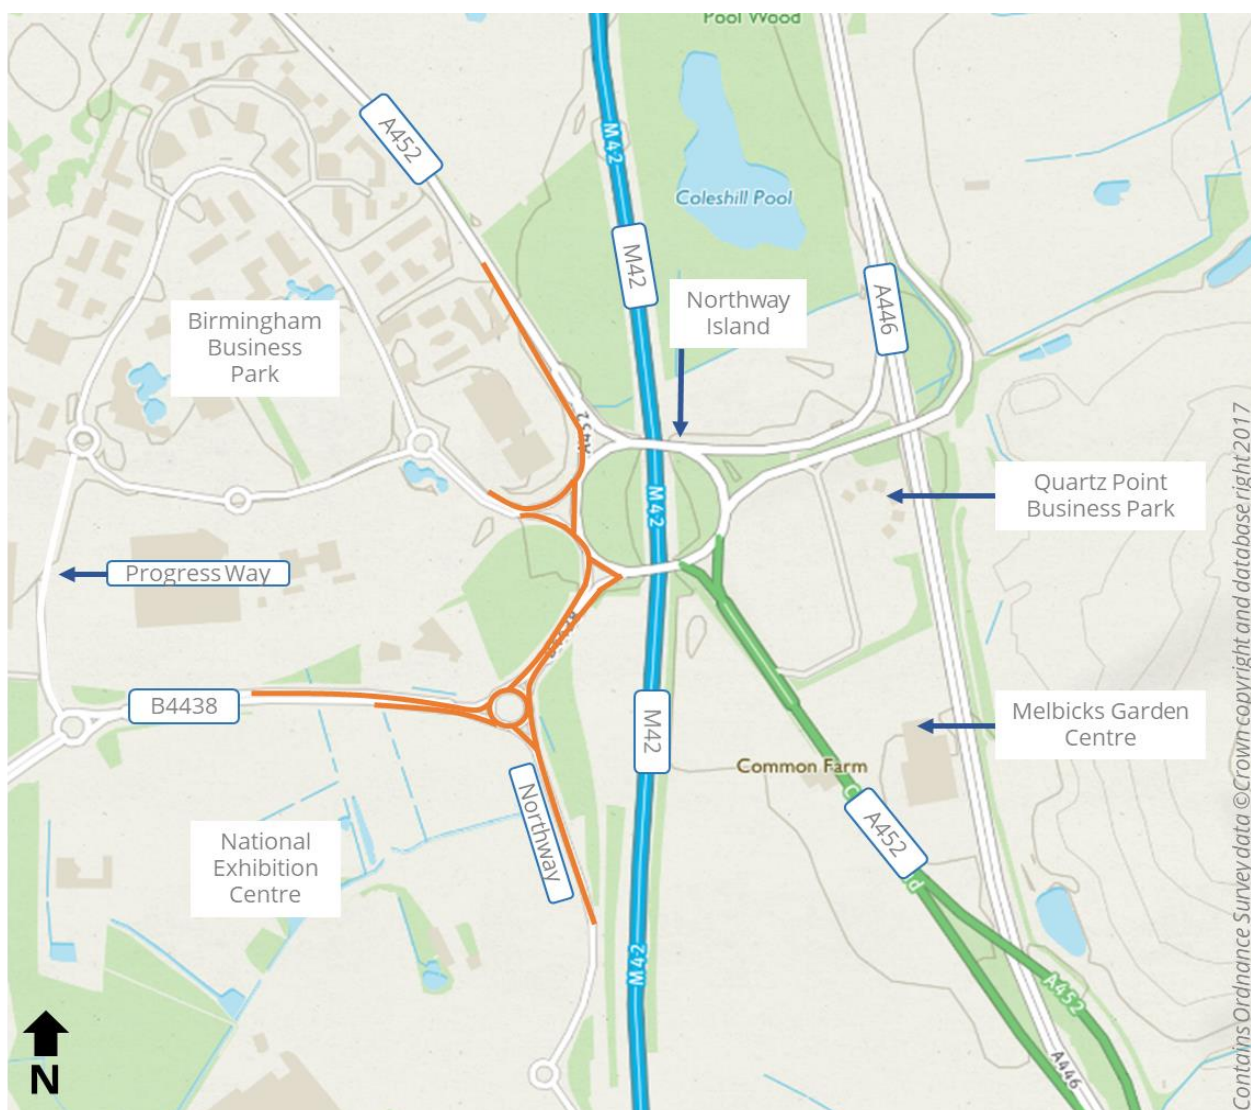 Pool Wood
A452
M42
Coleshill Pool
M42
A446
Northway
Island
Birmingham
Business
Park
A452
M42
Quartz Point
Business Park
Progress Way
B4438
M42
Melbicks Garden
Centre
Common Farm
Northway
A452
National
Exhibition
Centre
M42
A452
A446
N
Contains Ordnance Survey data © Crown copyright and database right 2017